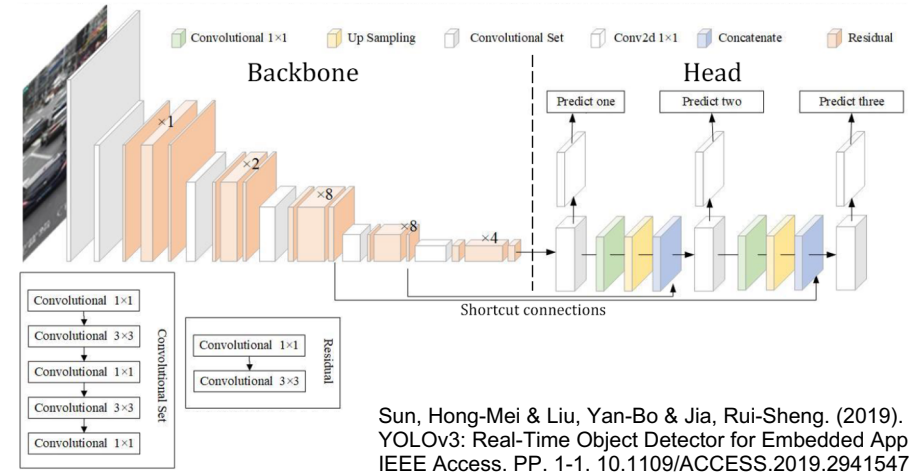 Convolutional 1×1
Up Sampling
Convolutional Set
Conv2d 1×1
Concatenate
Residual
Backbone
Head
×1
×2
×8
×8
×4
Predict one
Predict two
Predict three
Shortcut connections
Convolutional 1×1
Convolutional 3×3
Convolutional 1×1
Convolutional 3×3
Convolutional 1×1
Convolutional Set
Convolutional 1×1
Convolutional 3×3
Residual
Sun, Hong-Mei & Liu, Yan-Bo & Jia, Rui-Sheng. (2019).
YOLOv3: Real-Time Object Detector for Embedded App
IEEE Access. PP. 1-1. 10.1109/ACCESS.2019.2941547